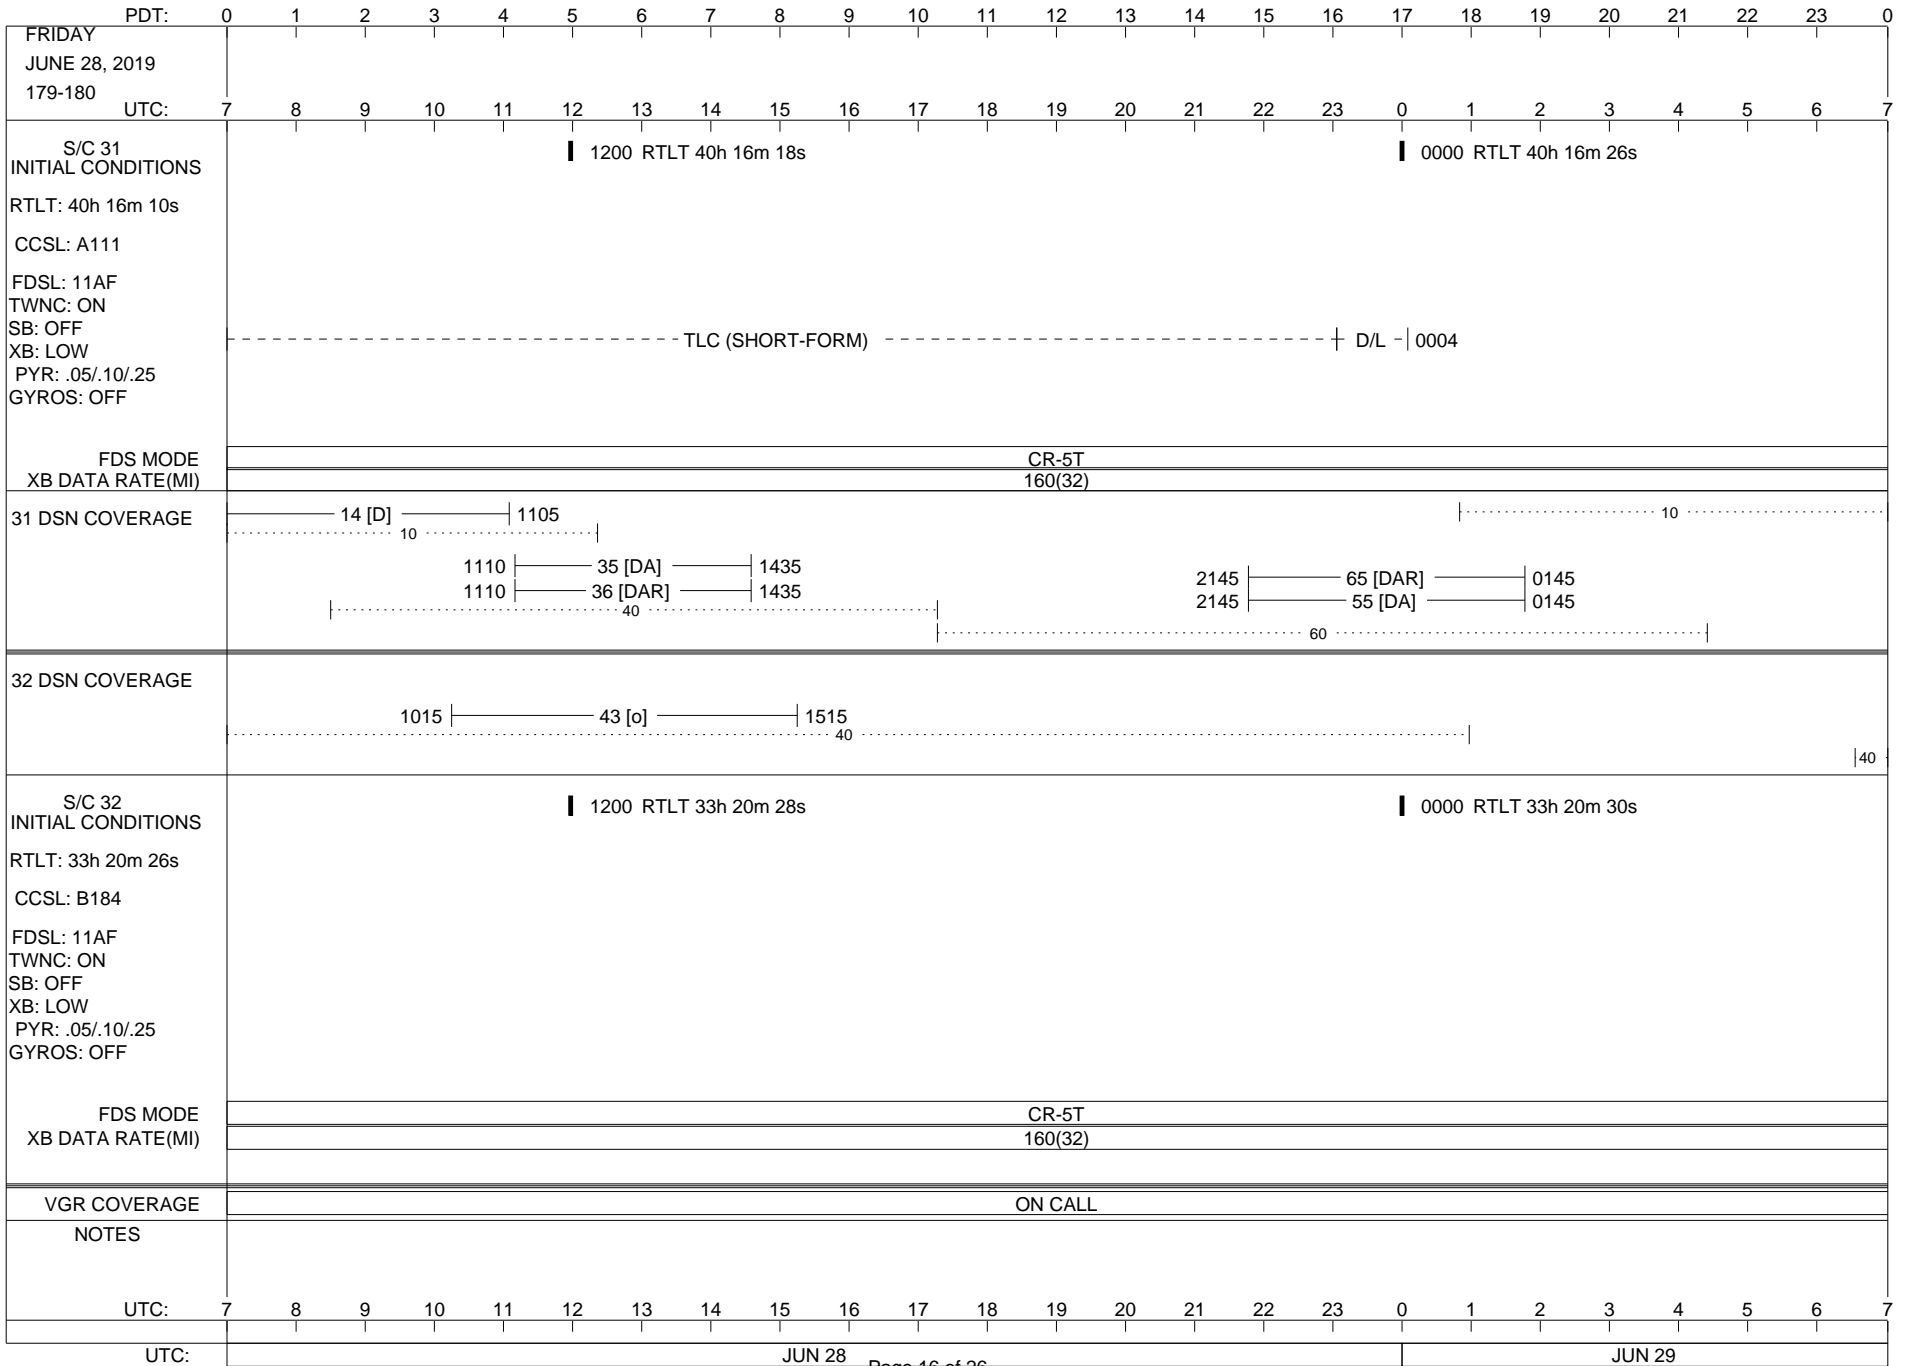 PDT: 0 1 2 3 4 5 6 7 8 9 10 11 12 13 14 15 16 17 18 19 20 21 22 23 0
FRIDAY
JUNE 28, 2019
179-180
UTC: 7 8 9 10 11 12 13 14 15 16 17 18 19 20 21 22 23 0 1 2 3 4 5 6 7
S/C 31
INITIAL CONDITIONS
1200 RTLT 40h 16m 18s
0000 RTLT 40h 16m 26s
RTLT: 40h 16m 10s
CCSL: A111
FDSL: 11AF
TWNC: ON
SB: OFF
XB: LOW
PYR: .05/.10/.25
GYROS: OFF
TLC (SHORT-FORM) D/L 0004
FDS MODE CR-5T
XB DATA RATE(MI) 160(32)
31 DSN COVERAGE
14 [D] 1105
10
10
1110 35 [DA] 1435
1110 36 [DAR] 1435
40
2145 65 [DAR] 0145
2145 55 [DA] 0145
60
32 DSN COVERAGE
1015 43 [o] 1515
40
40
S/C 32
INITIAL CONDITIONS
1200 RTLT 33h 20m 28s
0000 RTLT 33h 20m 30s
RTLT: 33h 20m 26s
CCSL: B184
FDSL: 11AF
TWNC: ON
SB: OFF
XB: LOW
PYR: .05/.10/.25
GYROS: OFF
FDS MODE CR-5T
XB DATA RATE(MI) 160(32)
VGR COVERAGE ON CALL
NOTES
UTC: 7 8 9 10 11 12 13 14 15 16 17 18 19 20 21 22 23 0 1 2 3 4 5 6 7
UTC: JUN 28 JUN 29
Page 16 of 26